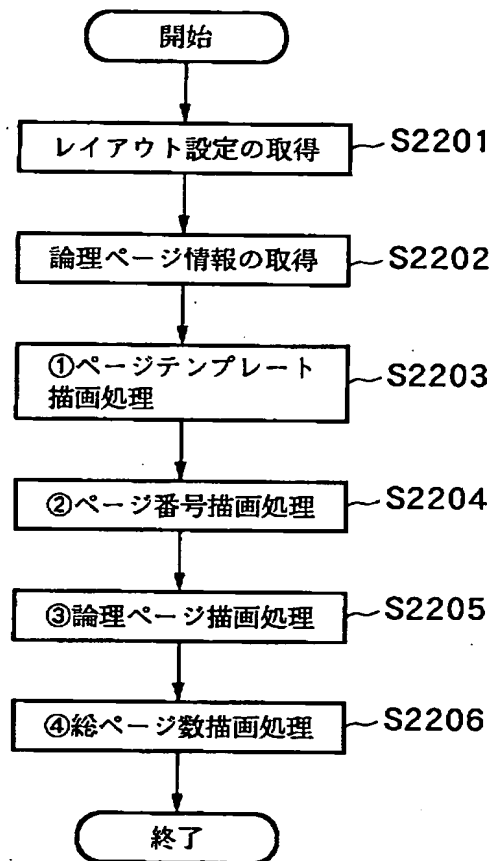 開始
レイアウト設定の取得
S2201
論理ページ情報の取得
S2202
①ページテンプレート
描画処理
S2203
②ページ番号描画処理
S2204
③論理ページ描画処理
S2205
④総ページ数描画処理
S2206
終了